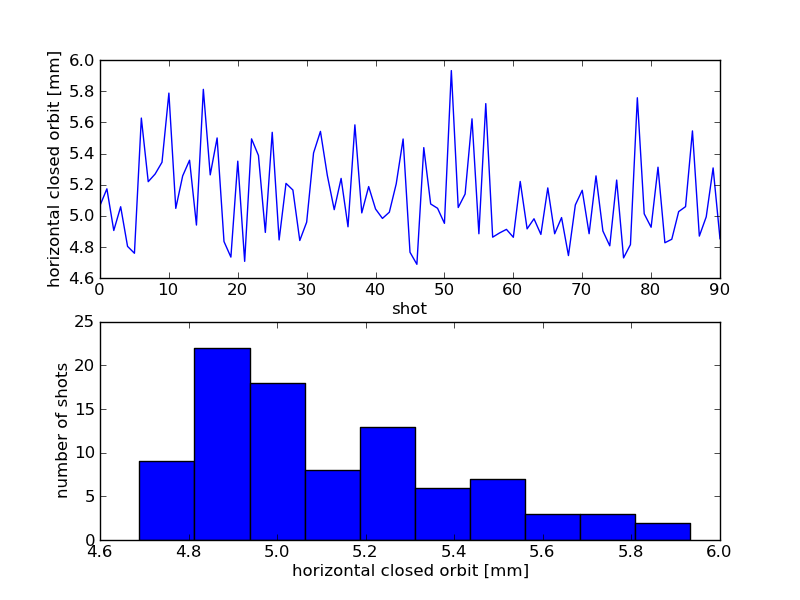 horizontal closed orbit [mm]
6.0
5.8
5.6
5.4
5.2
5.0
4.8
4.6
0 10 20 30 40 50 60 70 80 90
shot
number of shots
25
20
15
10
5
0
4.6 4.8 5.0 5.2 5.4 5.6 5.8 6.0
horizontal closed orbit [mm]